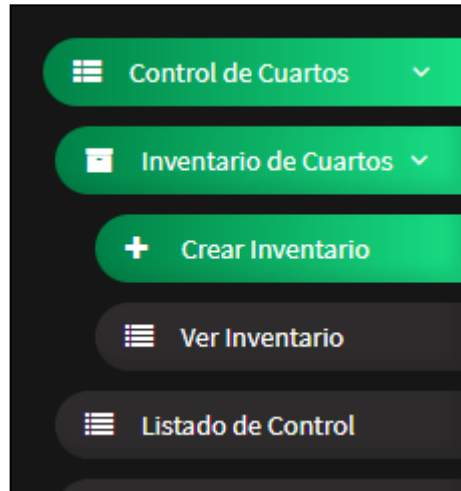 Control de Cuartos
Inventario de Cuartos
Crear Inventario
Ver Inventario
Listado de Control